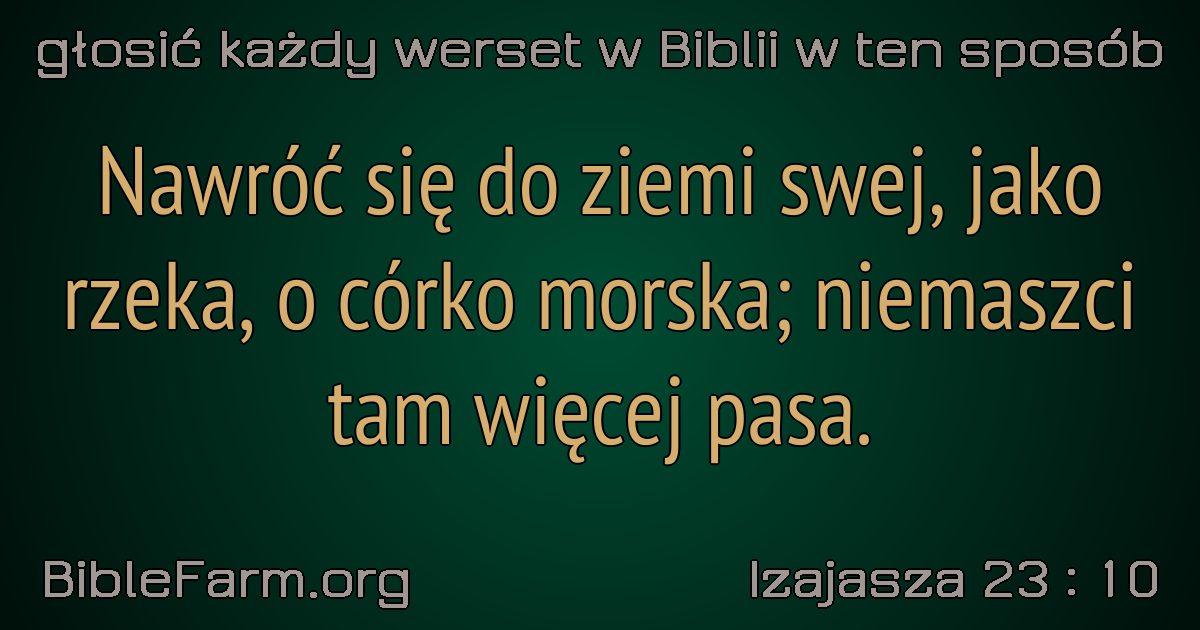 głosić każdy werset w Biblii w ten sposób
Nawróć się do ziemi swej, jako
rzeka, o córko morska; niemaszci
tam więcej pasa.
BibleFarm.org
Izajasza 23 : 10